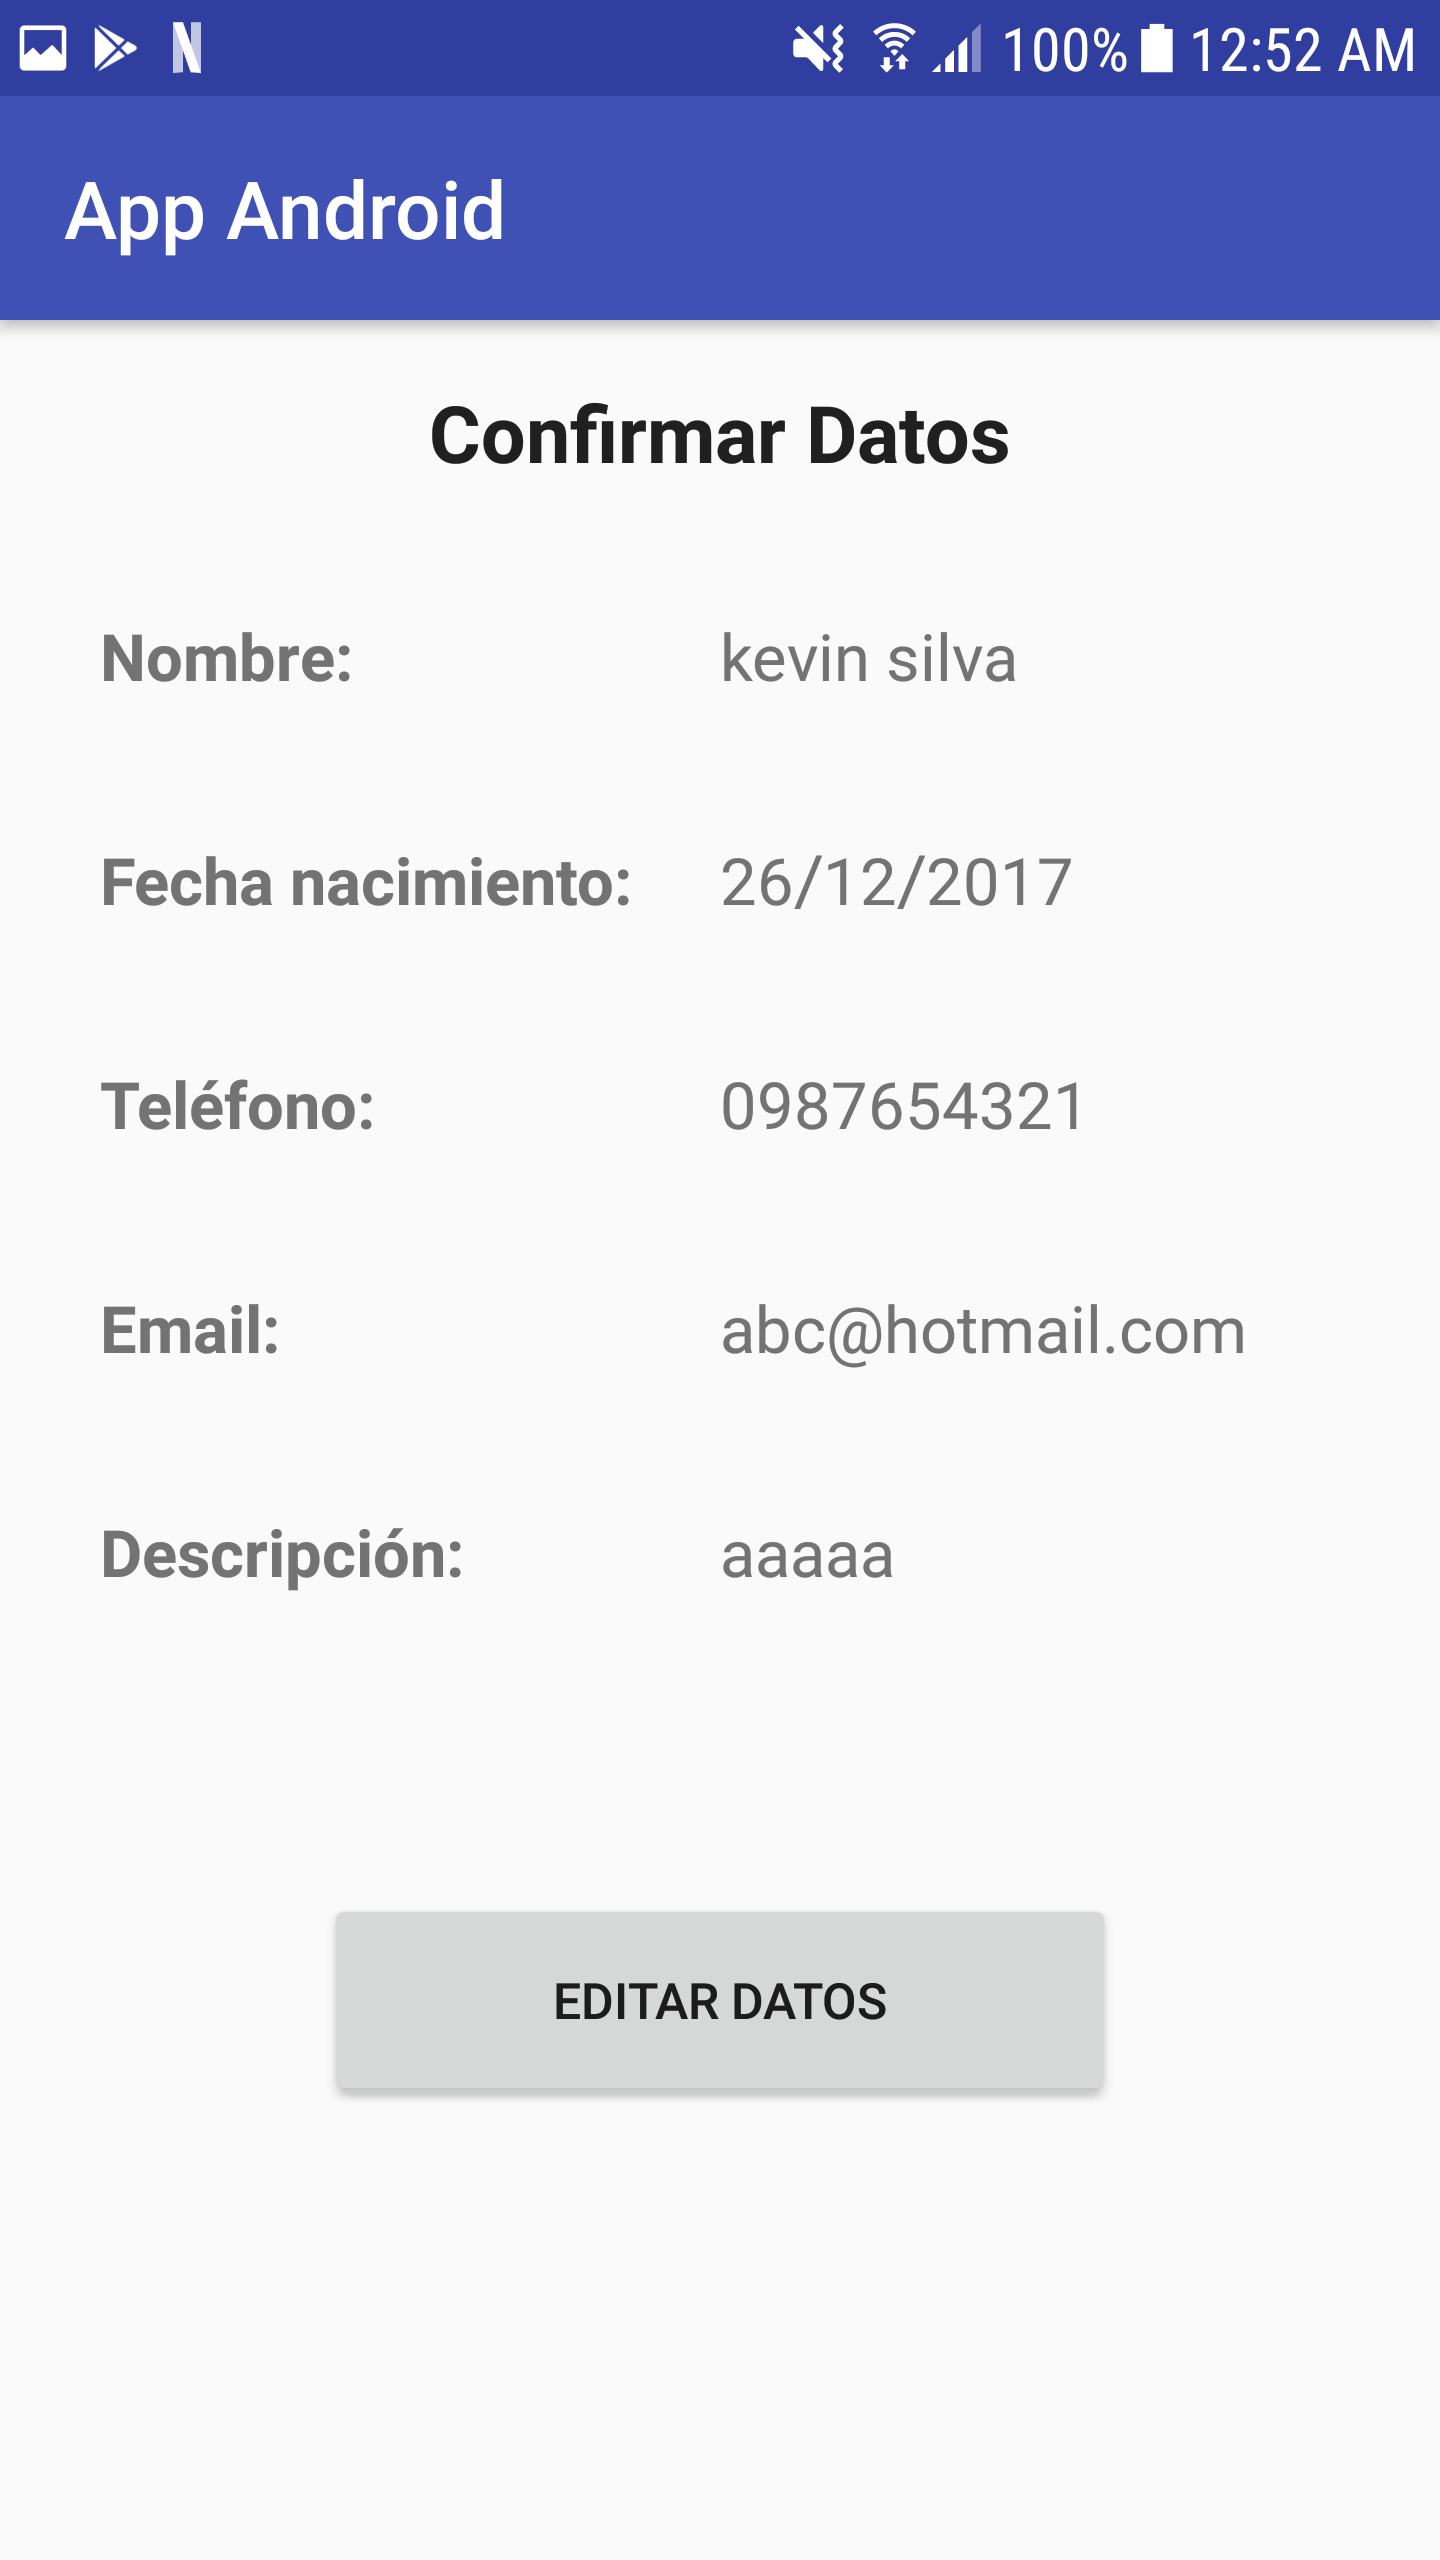 100% 12:52 AM
App Android
Confirmar Datos
Nombre: kevin silva
Fecha nacimiento: 26/12/2017
Teléfono: 0987654321
Email: abc@hotmail.com
Descripción: aaaaa
EDITAR DATOS